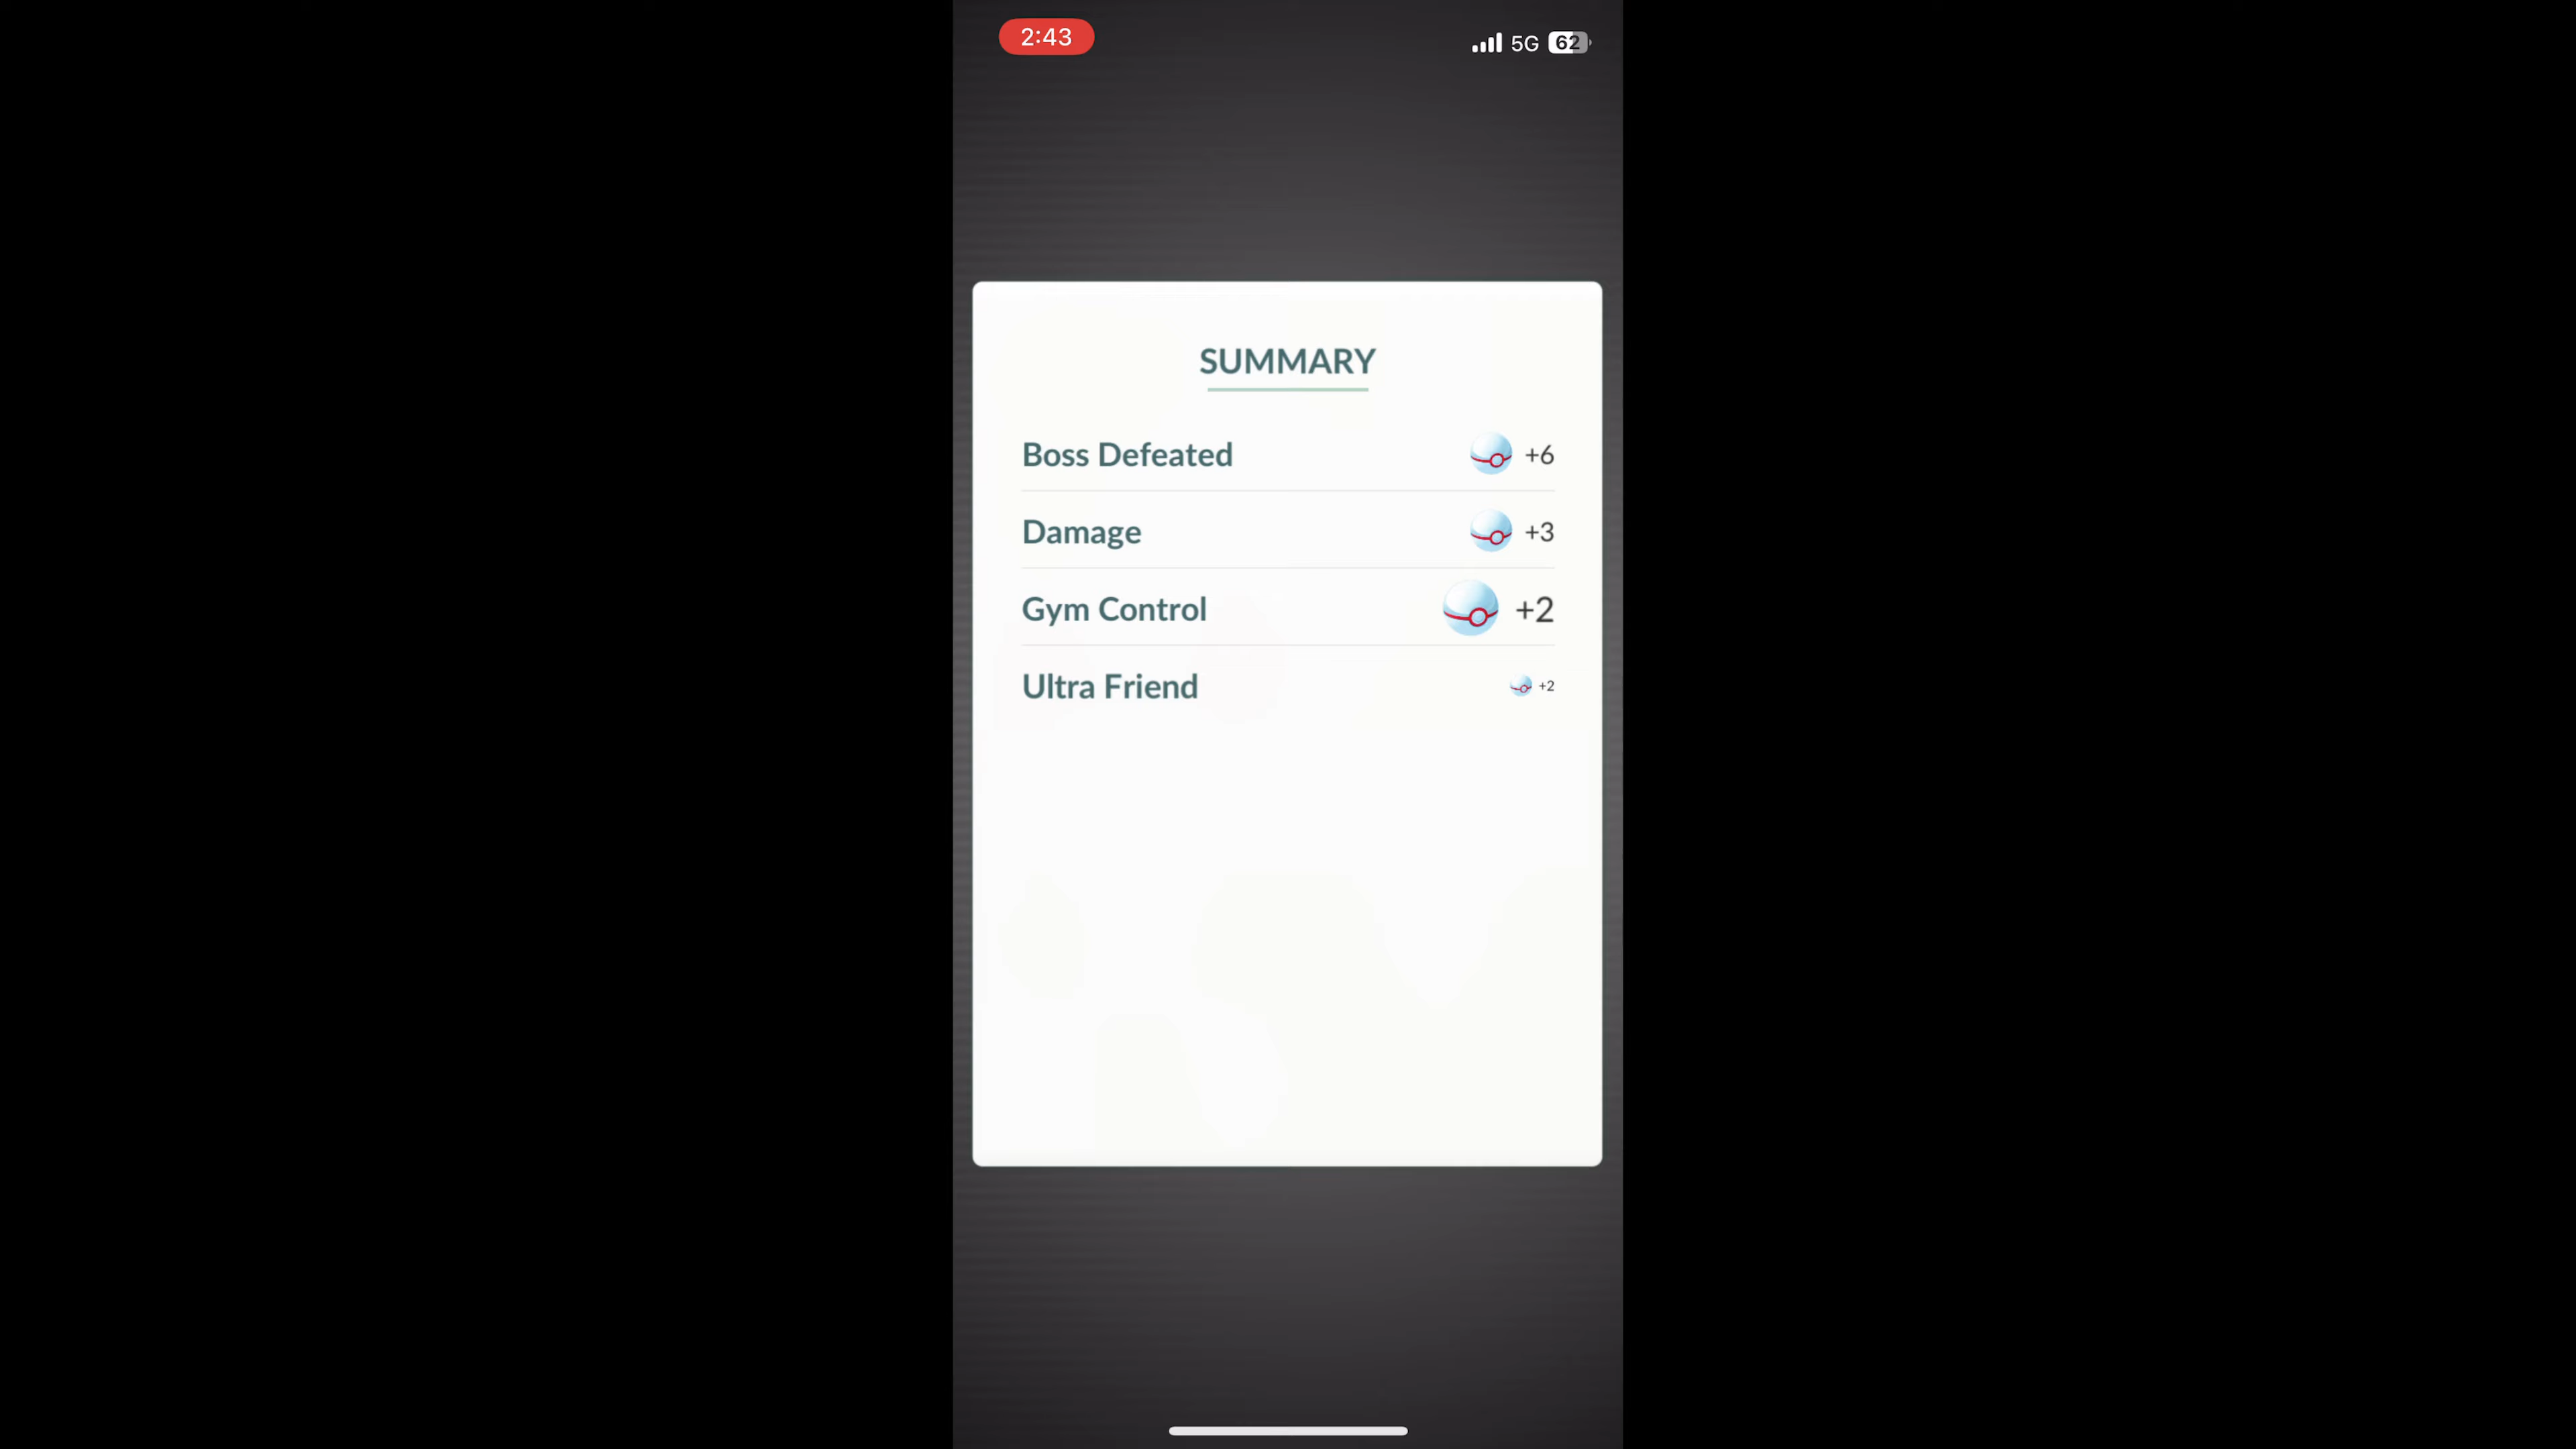 2:43
5G 62
SUMMARY
Boss Defeated +6
Damage +3
Gym Control +2
Ultra Friend +2